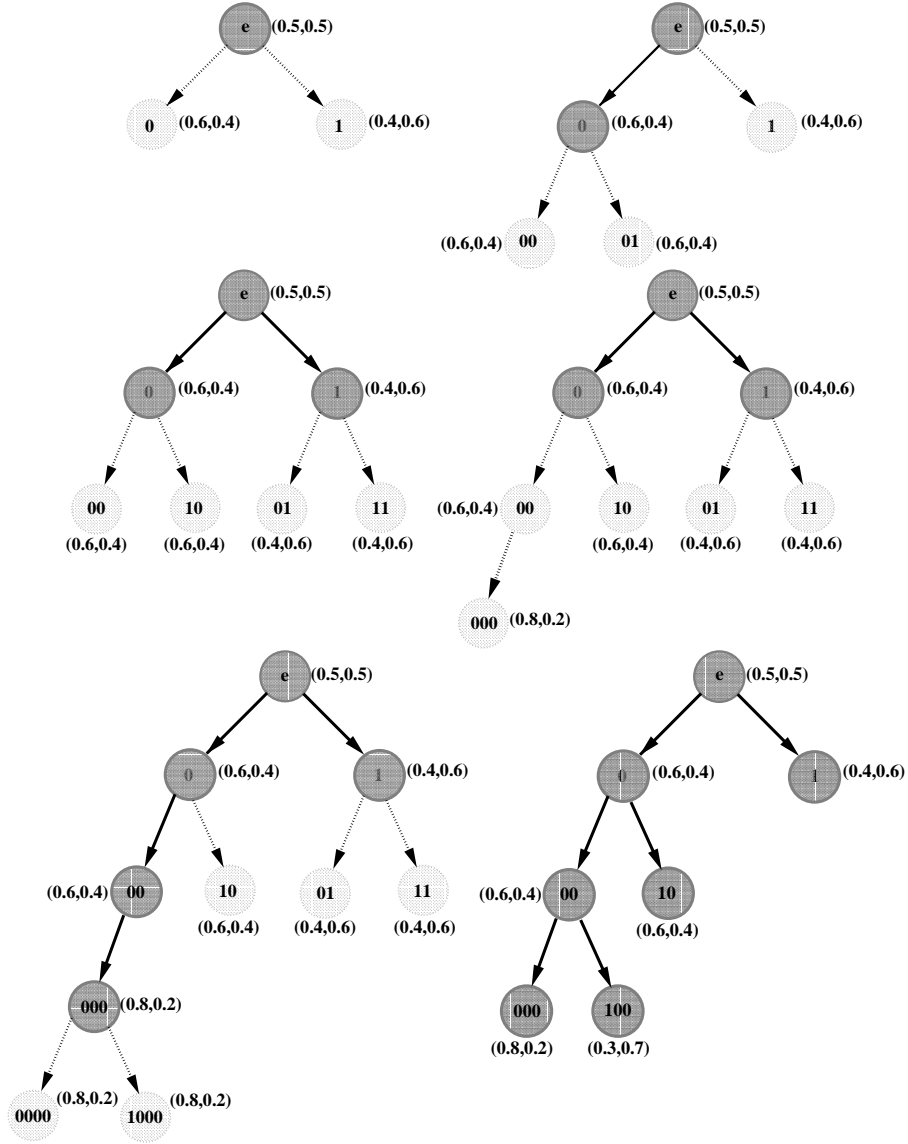 e (0.5,0.5)
0 (0.6,0.4) 1 (0.4,0.6)
e (0.5,0.5)
0 (0.6,0.4) 1 (0.4,0.6)
(0.6,0.4) 00 01 (0.6,0.4)
e (0.5,0.5)
0 (0.6,0.4) 1 (0.4,0.6)
00 10 01 11
(0.6,0.4) (0.6,0.4) (0.4,0.6) (0.4,0.6)
e (0.5,0.5)
0 (0.6,0.4) 1 (0.4,0.6)
(0.6,0.4) 00 10 01 11
(0.6,0.4) (0.4,0.6) (0.4,0.6)
000 (0.8,0.2)
e (0.5,0.5)
0 (0.6,0.4) 1 (0.4,0.6)
(0.6,0.4) 00 10 01 11
(0.6,0.4) (0.4,0.6) (0.4,0.6)
000 (0.8,0.2)
0000 (0.8,0.2) 1000 (0.8,0.2)
e (0.5,0.5)
0 (0.6,0.4) 1 (0.4,0.6)
(0.6,0.4) 00 10
(0.6,0.4)
000 100
(0.8,0.2) (0.3,0.7)